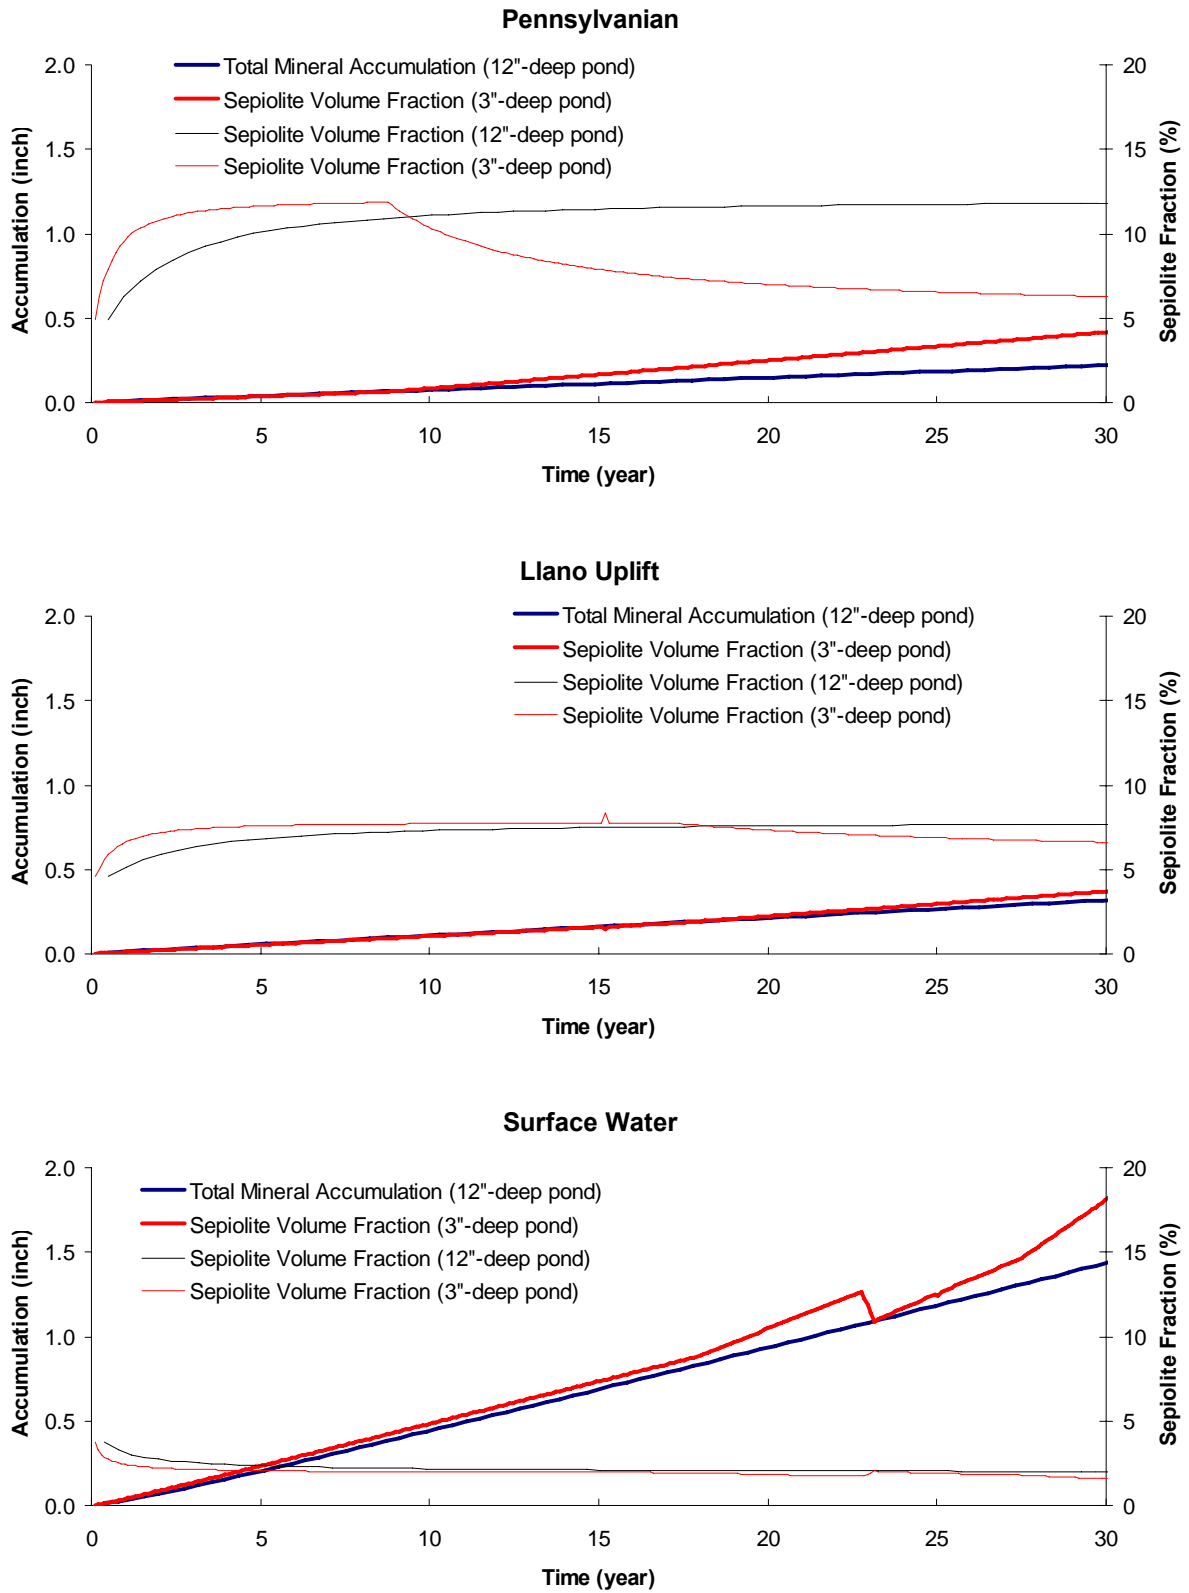 Pennsylvanian
Total Mineral Accumulation (12"-deep pond)
Sepiolite Volume Fraction (3"-deep pond)
Sepiolite Volume Fraction (12"-deep pond)
Sepiolite Volume Fraction (3"-deep pond)
Accumulation (inch)
2.0
1.5
1.0
0.5
0.0
20
15
10
5
0
Sepiolite Fraction (%)
0 5 10 15 20 25 30
Time (year)
Llano Uplift
Total Mineral Accumulation (12"-deep pond)
Sepiolite Volume Fraction (3"-deep pond)
Sepiolite Volume Fraction (12"-deep pond)
Sepiolite Volume Fraction (3"-deep pond)
Accumulation (inch)
2.0
1.5
1.0
0.5
0.0
20
15
10
5
0
Sepiolite Fraction (%)
0 5 10 15 20 25 30
Time (year)
Surface Water
Total Mineral Accumulation (12"-deep pond)
Sepiolite Volume Fraction (3"-deep pond)
Sepiolite Volume Fraction (12"-deep pond)
Sepiolite Volume Fraction (3"-deep pond)
Accumulation (inch)
2.0
1.5
1.0
0.5
0.0
20
15
10
5
0
Sepiolite Fraction (%)
0 5 10 15 20 25 30
Time (year)